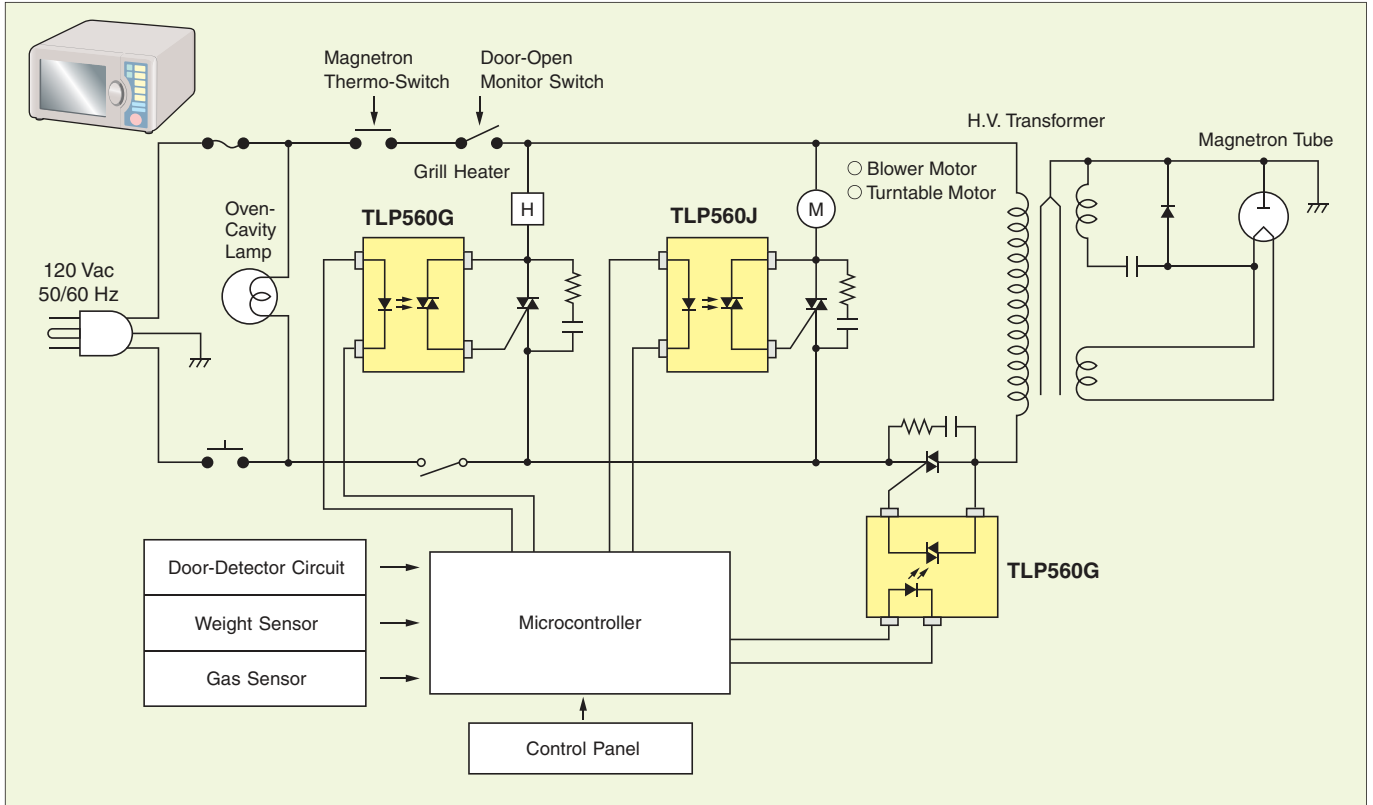 Magnetron
Thermo-Switch
Door-Open
Monitor Switch
H.V. Transformer
Magnetron Tube
Grill Heater
○ Blower Motor
○ Turntable Motor
Oven-
Cavity
Lamp
TLP560G
H
TLP560J
M
120 Vac
50/60 Hz
Door-Detector Circuit
Weight Sensor
Gas Sensor
Microcontroller
TLP560G
Control Panel